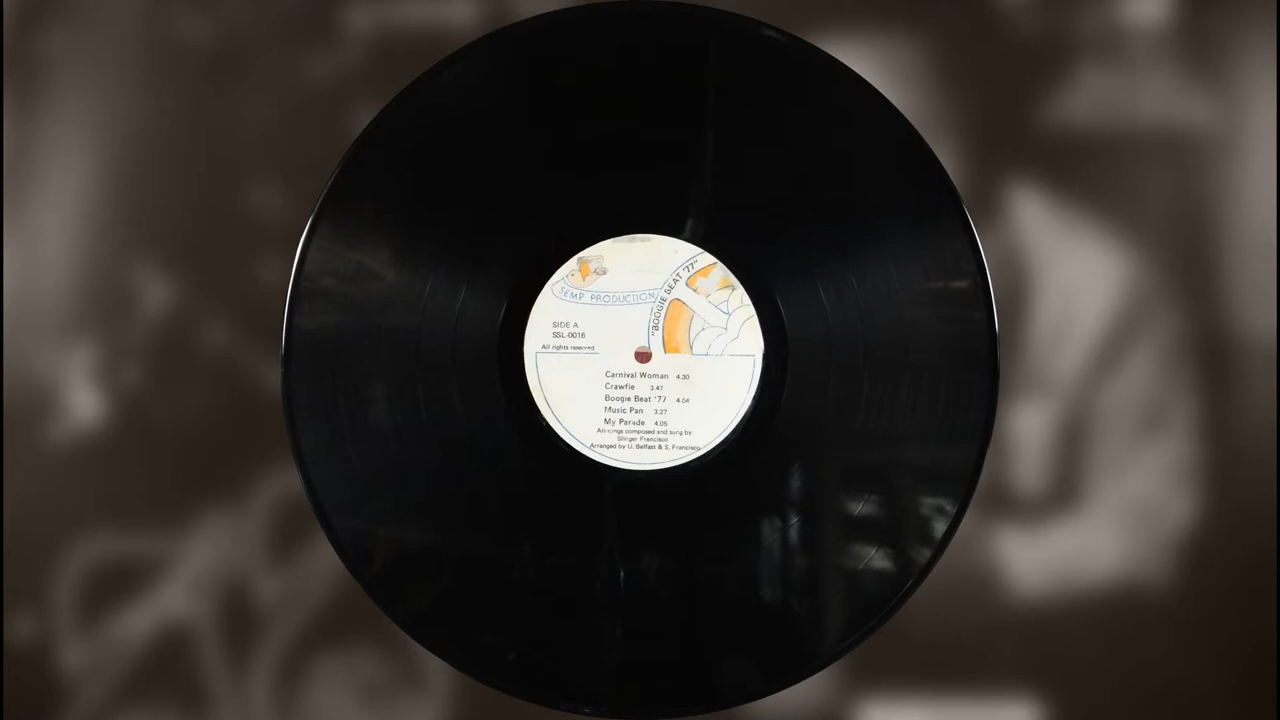 SEMP PRODUCTION
"BOOGIE BEAT '77"
SIDE A
SSL-0016
All rights reserved
Carnival Woman 4.30
Crawfie 3.47
Boogie Beat '77 4.04
Music Pan 3.27
My Parade 4.05
All songs composed and sung by
Slinger Francisco
Arranged by U. Belfast & S. Francisco